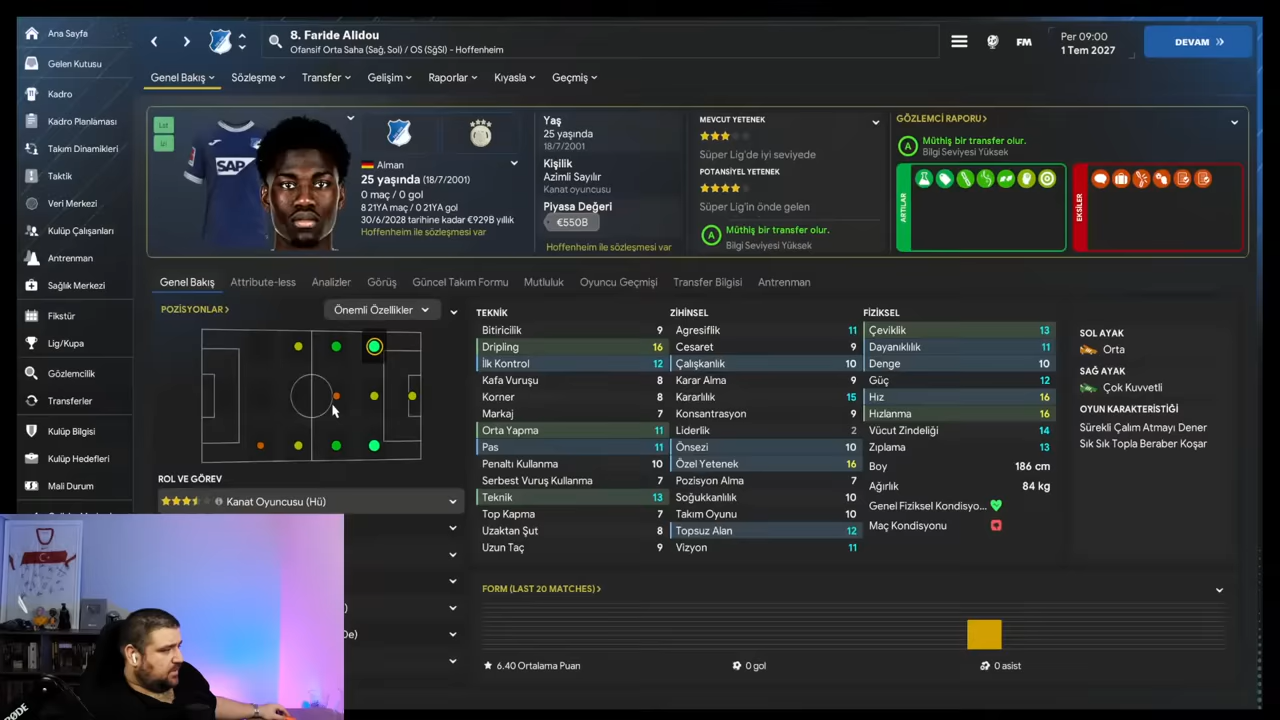 Ana Sayfa
Gelen Kutusu
Kadro
Kadro Planlaması
Takım Dinamikleri
Taktik
Veri Merkezi
Kulüp Çalışanları
Antrenman
Sağlık Merkezi
Fikstür
Lig/Kupa
Gözlemcilik
Transferler
Kulüp Bilgisi
Kulüp Hedefleri
Mali Durum
8. Faride Alidou
Ofansif Orta Saha (Sağ, Sol) / OS (SğSl) - Hoffenheim
FM
Per 09:00
1 Tem 2027
DEVAM
Genel Bakış
Sözleşme
Transfer
Gelişim
Raporlar
Kıyasla
Geçmiş
Lst
İşl
SAP
Alman
25 yaşında (18/7/2001)
0 maç / 0 gol
8 21YA maç / 0 21YA gol
30/6/2028 tarihine kadar €929B yıllık
Hoffenheim ile sözleşmesi var
Yaş
25 yaşında
18/7/2001
Kişilik
Azimli Sayılır
Kanat oyuncusu
Piyasa Değeri
€550B
Hoffenheim ile sözleşmesi var
MEVCUT YETENEK
Süper Lig'de iyi seviyede
POTANSİYEL YETENEK
Süper Lig'in önde gelen
A
Müthiş bir transfer olur.
Bilgi Seviyesi Yüksek
GÖZLEMCİ RAPORU
A
Müthiş bir transfer olur.
Bilgi Seviyesi Yüksek
ARTILAR
EKSİLER
Genel Bakış
Attribute-less
Analizler
Görüş
Güncel Takım Formu
Mutluluk
Oyuncu Geçmişi
Transfer Bilgisi
Antrenman
POZİSYONLAR
Önemli Özellikler
ROL VE GÖREV
Kanat Oyuncusu (Hü)
)
De)
TEKNİK
Bitiricilik 9
Dripling 16
İlk Kontrol 12
Kafa Vuruşu 8
Korner 8
Markaj 7
Orta Yapma 11
Pas 11
Penaltı Kullanma 10
Serbest Vuruş Kullanma 7
Teknik 13
Top Kapma 7
Uzaktan Şut 8
Uzun Taç 9
ZİHİNSEL
Agresiflik 11
Cesaret 9
Çalışkanlık 10
Karar Alma 9
Kararlılık 15
Konsantrasyon 9
Liderlik 2
Önsezi 10
Özel Yetenek 16
Pozisyon Alma 7
Soğukkanlılık 10
Takım Oyunu 10
Topsuz Alan 12
Vizyon 11
FİZİKSEL
Çeviklik 13
Dayanıklılık 11
Denge 10
Güç 12
Hız 16
Hızlanma 16
Vücut Zindeliği 14
Zıplama 13
Boy 186 cm
Ağırlık 84 kg
Genel Fiziksel Kondisyo...
Maç Kondisyonu
SOL AYAK
Orta
SAĞ AYAK
Çok Kuvvetli
OYUN KARAKTERİSTİĞİ
Sürekli Çalım Atmayı Dener
Sık Sık Topla Beraber Koşar
FORM (LAST 20 MATCHES)
6.40 Ortalama Puan
0 gol
0 asist
RØDE